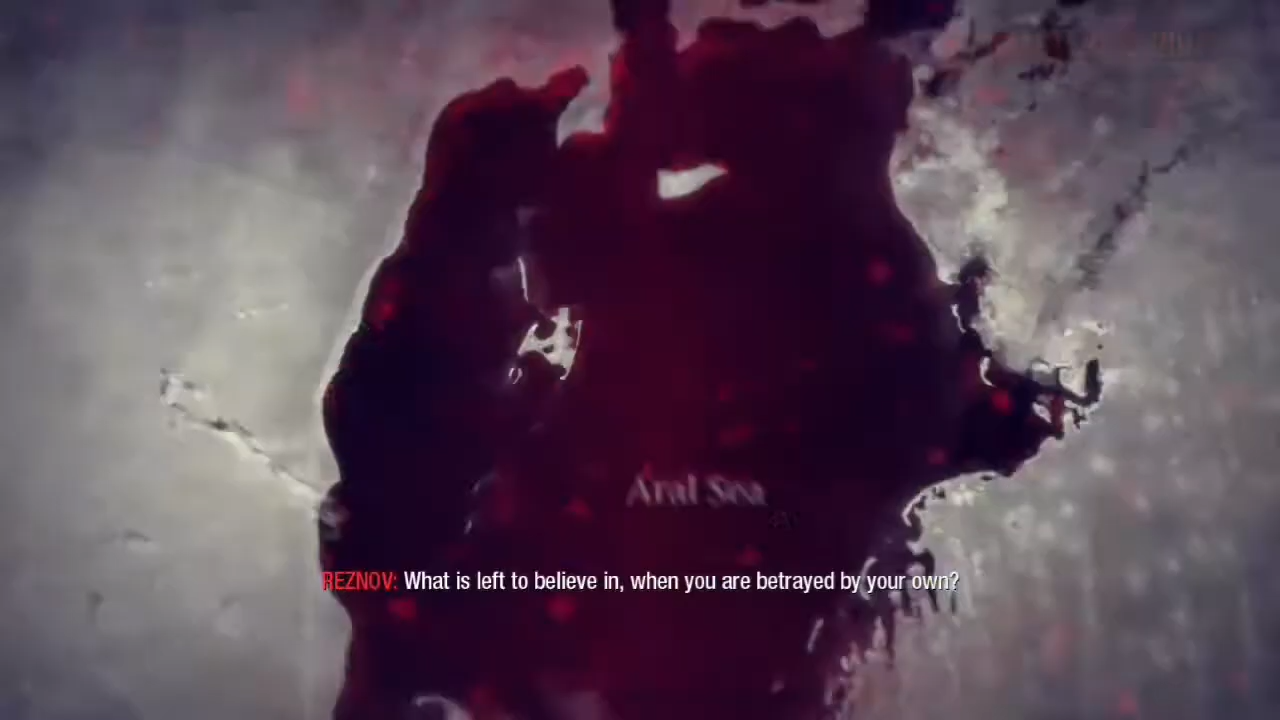 Aral Sea
REZNOV: What is left to believe in, when you are betrayed by your own?